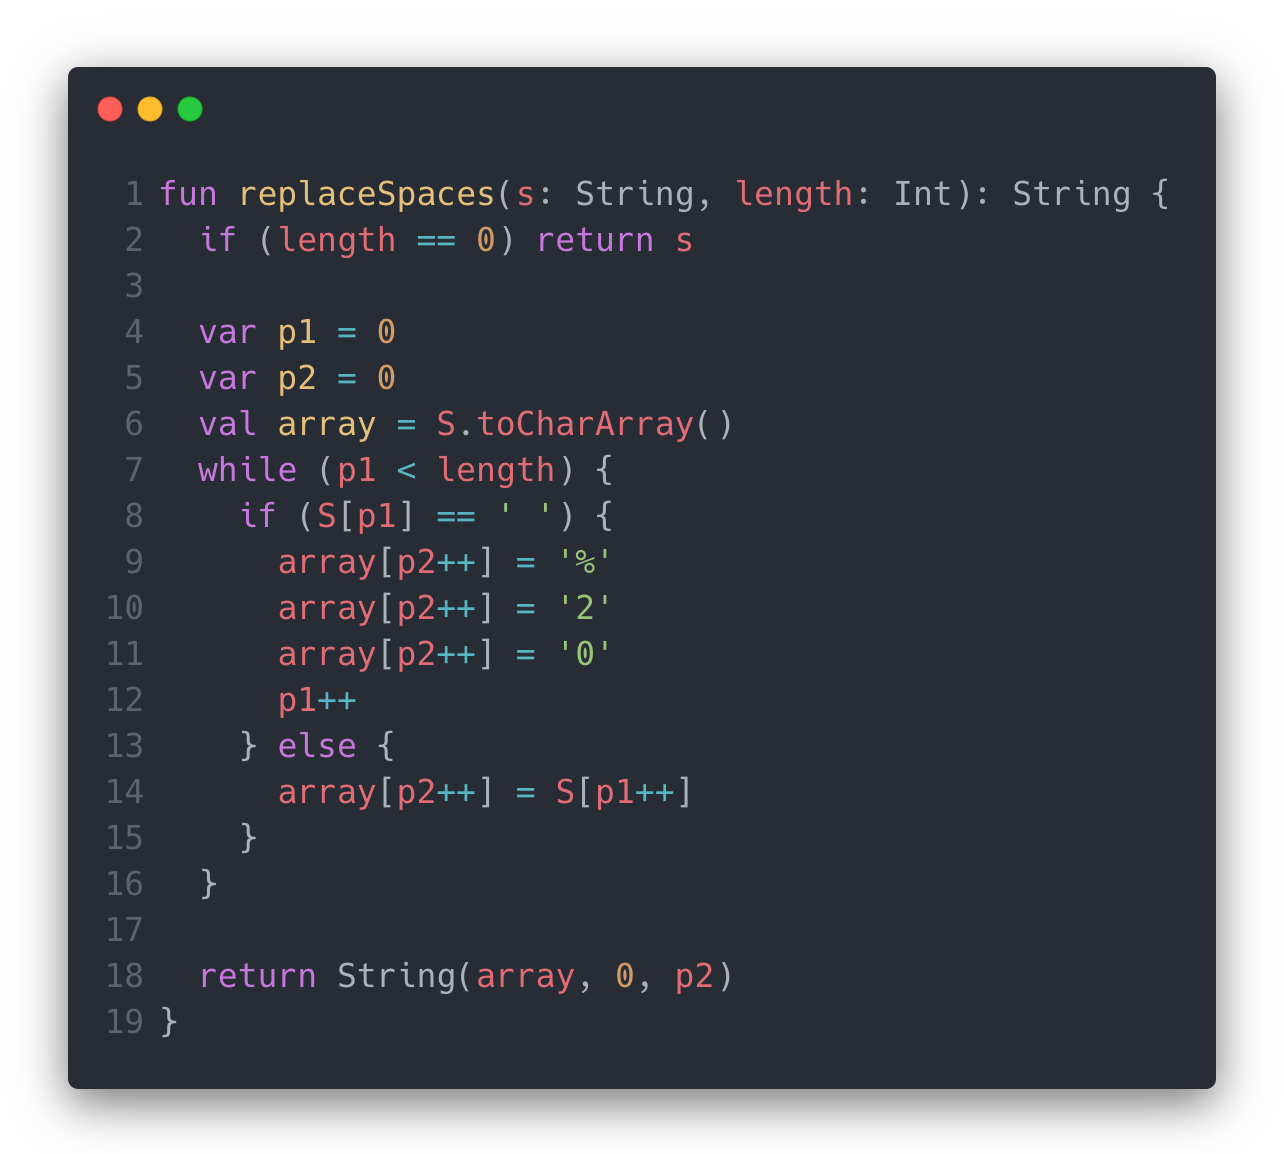 1 fun replaceSpaces(s: String, length: Int): String {
2   if (length == 0) return s
3
4   var p1 = 0
5   var p2 = 0
6   val array = S.toCharArray()
7   while (p1 < length) {
8     if (S[p1] == ' ') {
9       array[p2++] = '%'
10       array[p2++] = '2'
11       array[p2++] = '0'
12       p1++
13     } else {
14       array[p2++] = S[p1++]
15     }
16   }
17
18   return String(array, 0, p2)
19 }